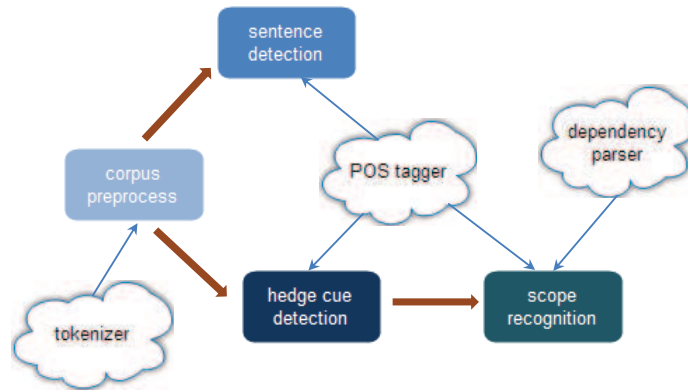 sentence
detection
dependency
parser
POS tagger
corpus
preprocess
hedge cue
detection
scope
recognition
tokenizer